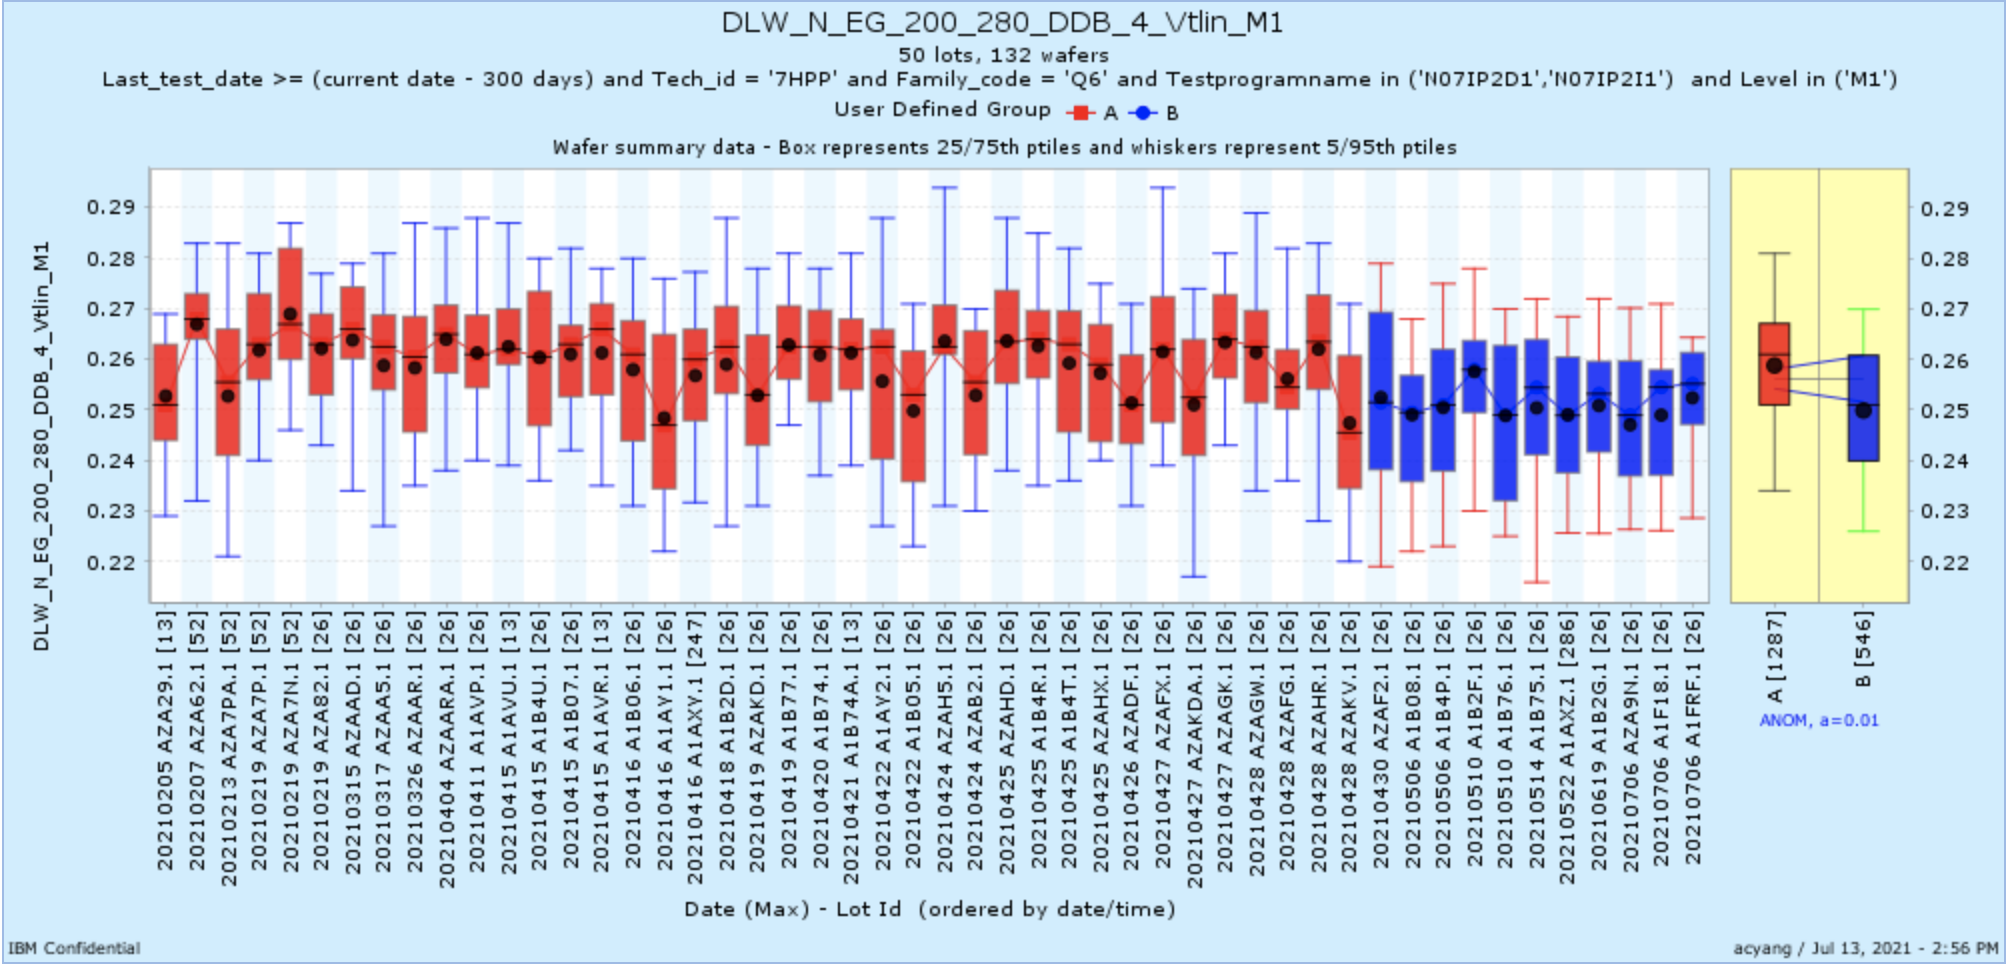 DLW_N_EG_200_280_DDB_4_Vtlin_M1
50 lots, 132 wafers
Last_test_date >= (current date - 300 days) and Tech_id = '7HPP' and Family_code = 'Q6' and Testprogramname in ('N07IP2D1','N07IP2I1')  and Level in ('M1')
User Defined Group A B
Wafer summary data - Box represents 25/75th ptiles and whiskers represent 5/95th ptiles
DLW_N_EG_200_280_DDB_4_Vtlin_M1
0.29
0.28
0.27
0.26
0.25
0.24
0.23
0.22
0.29
0.28
0.27
0.26
0.25
0.24
0.23
0.22
20210205 AZA29.1 [13]
20210207 AZA62.1 [52]
20210213 AZA7PA.1 [52]
20210219 AZA7P.1 [52]
20210219 AZA7N.1 [52]
20210219 AZA82.1 [26]
20210315 AZAAD.1 [26]
20210317 AZAA5.1 [26]
20210326 AZAAR.1 [26]
20210404 AZAARA.1 [26]
20210411 A1AVP.1 [26]
20210415 A1AVU.1 [13]
20210415 A1B4U.1 [26]
20210415 A1B07.1 [26]
20210415 A1AVR.1 [13]
20210416 A1B06.1 [26]
20210416 A1AY1.1 [26]
20210416 A1AXY.1 [247]
20210418 A1B2D.1 [26]
20210419 AZAKD.1 [26]
20210419 A1B77.1 [26]
20210420 A1B74.1 [26]
20210421 A1B74A.1 [13]
20210422 A1AY2.1 [26]
20210422 A1B05.1 [26]
20210424 AZAH5.1 [26]
20210424 AZAB2.1 [26]
20210425 AZAHD.1 [26]
20210425 A1B4R.1 [26]
20210425 A1B4T.1 [26]
20210425 AZAHX.1 [26]
20210426 AZADF.1 [26]
20210427 AZAFX.1 [26]
20210427 AZAKDA.1 [26]
20210427 AZAGK.1 [26]
20210428 AZAGW.1 [26]
20210428 AZAFG.1 [26]
20210428 AZAHR.1 [26]
20210428 AZAKV.1 [26]
20210430 AZAF2.1 [26]
20210506 A1B08.1 [26]
20210506 A1B4P.1 [26]
20210510 A1B2F.1 [26]
20210510 A1B76.1 [26]
20210514 A1B75.1 [26]
20210522 A1AXZ.1 [286]
20210619 A1B2G.1 [26]
20210706 AZA9N.1 [26]
20210706 A1F18.1 [26]
20210706 A1FRF.1 [26]
A [1287]
B [546]
ANOM, a=0.01
Date (Max) - Lot Id  (ordered by date/time)
IBM Confidential
acyang / Jul 13, 2021 - 2:56 PM